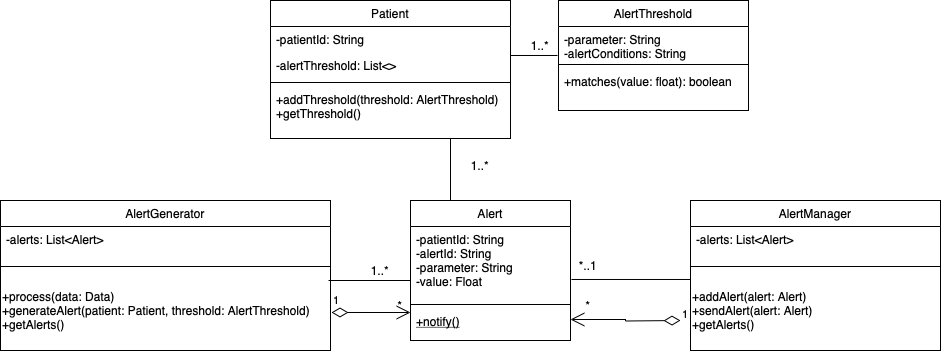 Patient
-patientId: String
-alertThreshold: List<>
+addThreshold(threshold: AlertThreshold)
+getThreshold()
1..*
AlertThreshold
-parameter: String
-alertConditions: String
+matches(value: float): boolean
1..*
AlertGenerator
-alerts: List<Alert>
+process(data: Data)
+generateAlert(patient: Patient, threshold: AlertThreshold)
+getAlerts()
1..*
1
*
Alert
-patientId: String
-alertId: String
-parameter: String
-value: Float
+notify()
*..1
*
1
AlertManager
-alerts: List<Alert>
+addAlert(alert: Alert)
+sendAlert(alert: Alert)
+getAlerts()